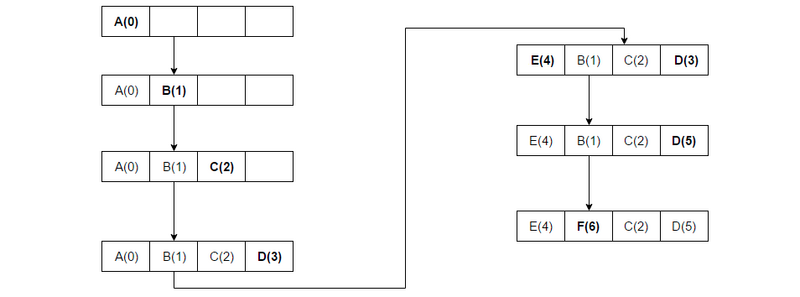 A(0)
A(0) B(1)
A(0) B(1) C(2)
A(0) B(1) C(2) D(3)
E(4) B(1) C(2) D(3)
E(4) B(1) C(2) D(5)
E(4) F(6) C(2) D(5)